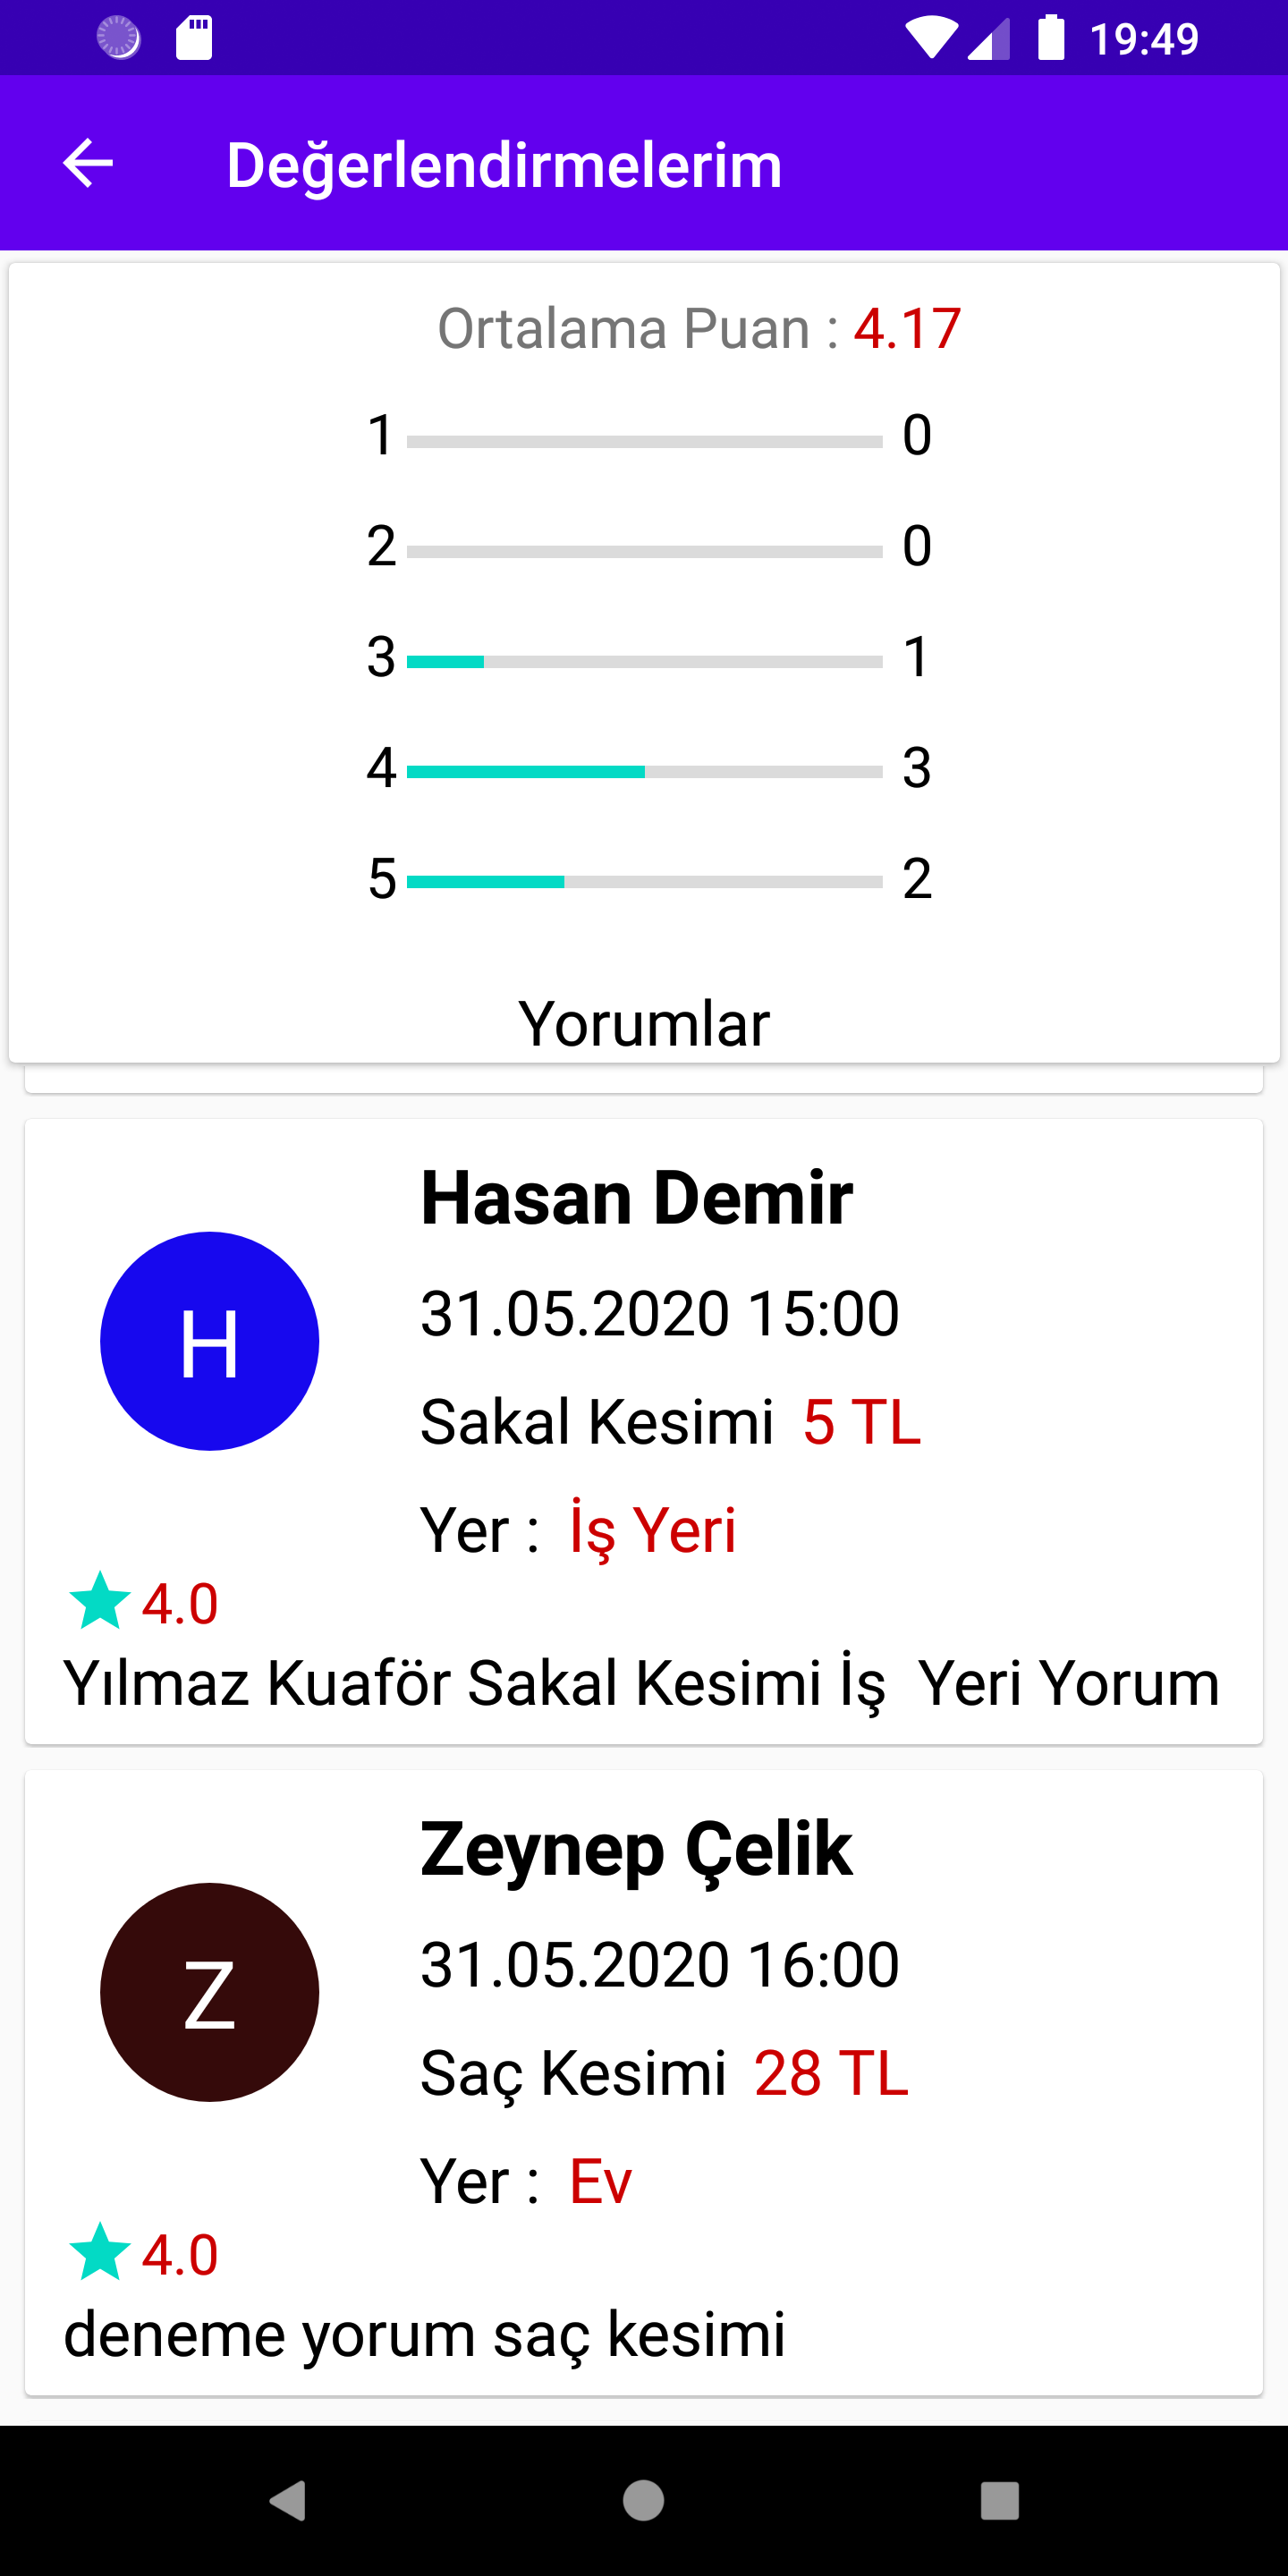 19:49
Değerlendirmelerim
Ortalama Puan : 4.17
1 0
2 0
3 1
4 3
5 2
Yorumlar
Hasan Demir
H
31.05.2020 15:00
Sakal Kesimi 5 TL
Yer : İş Yeri
4.0
Yılmaz Kuaför Sakal Kesimi İş  Yeri Yorum
Zeynep Çelik
Z
31.05.2020 16:00
Saç Kesimi 28 TL
Yer : Ev
4.0
deneme yorum saç kesimi